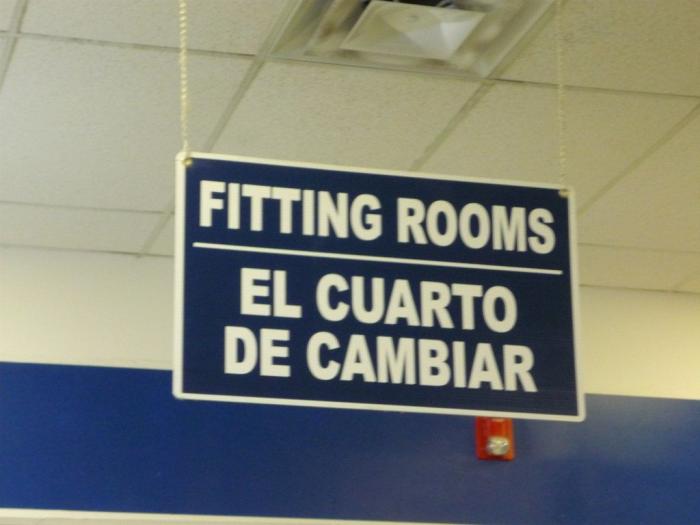 FITTING ROOMS
EL CUARTO
DE CAMBIAR